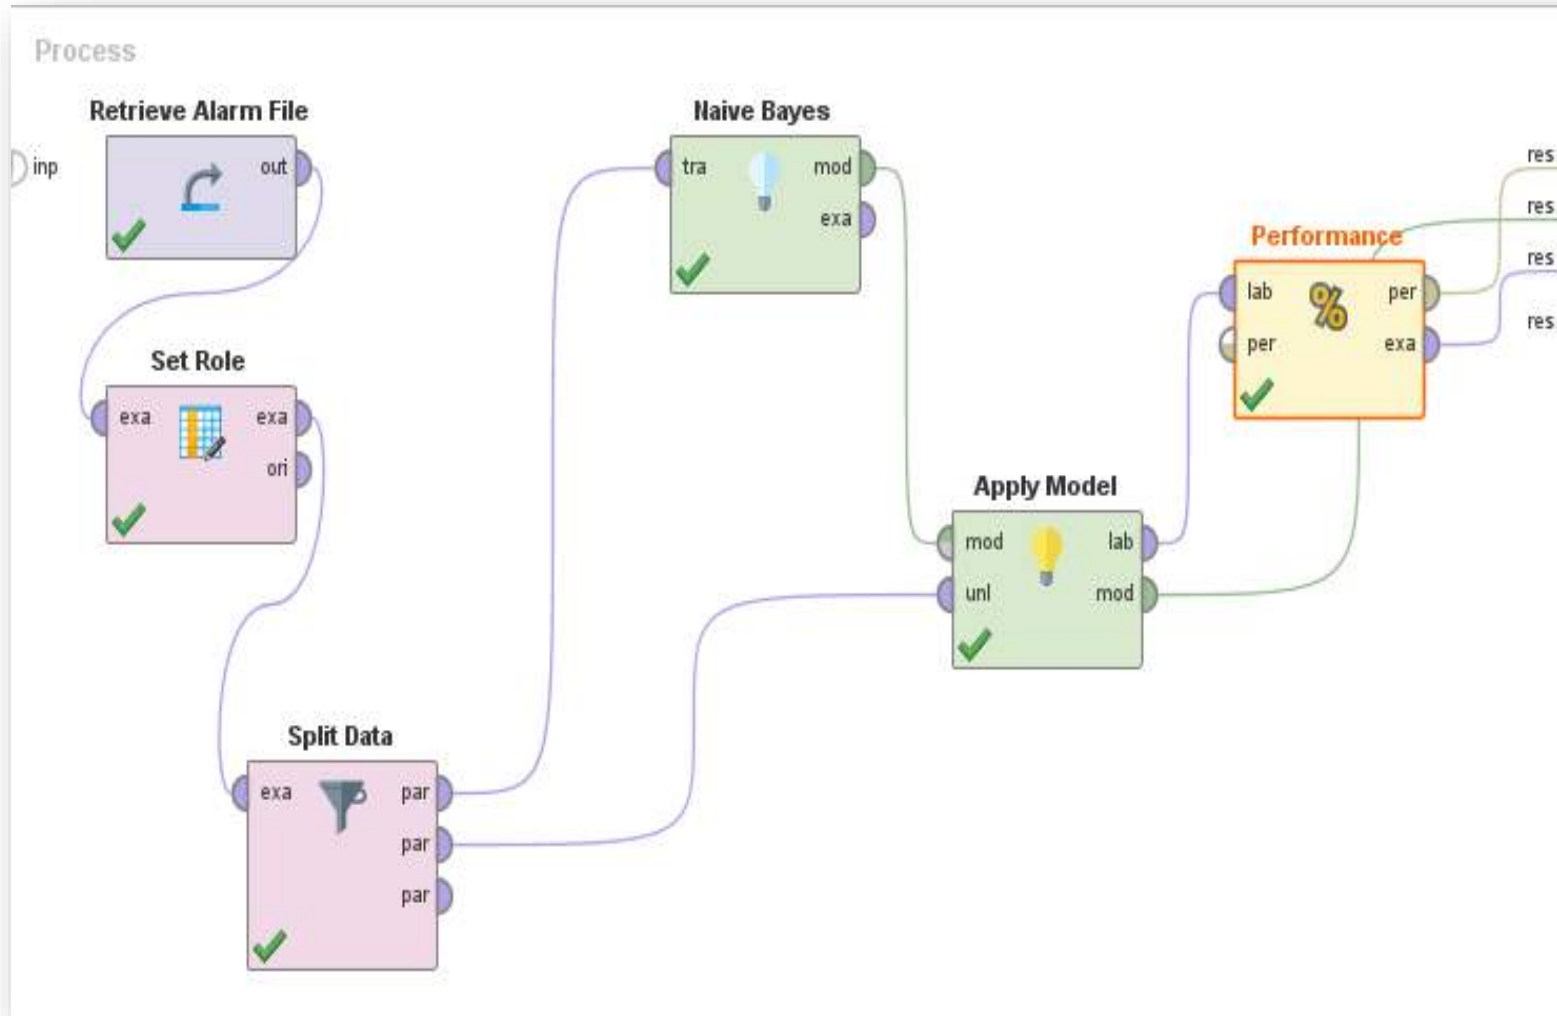 Process
Retrieve Alarm File
inp
out
Set Role
exa
exa
ori
Split Data
exa
par
par
par
Naive Bayes
tra
mod
exa
Apply Model
mod
lab
unl
mod
Performance
lab
per
per
exa
res
res
res
res